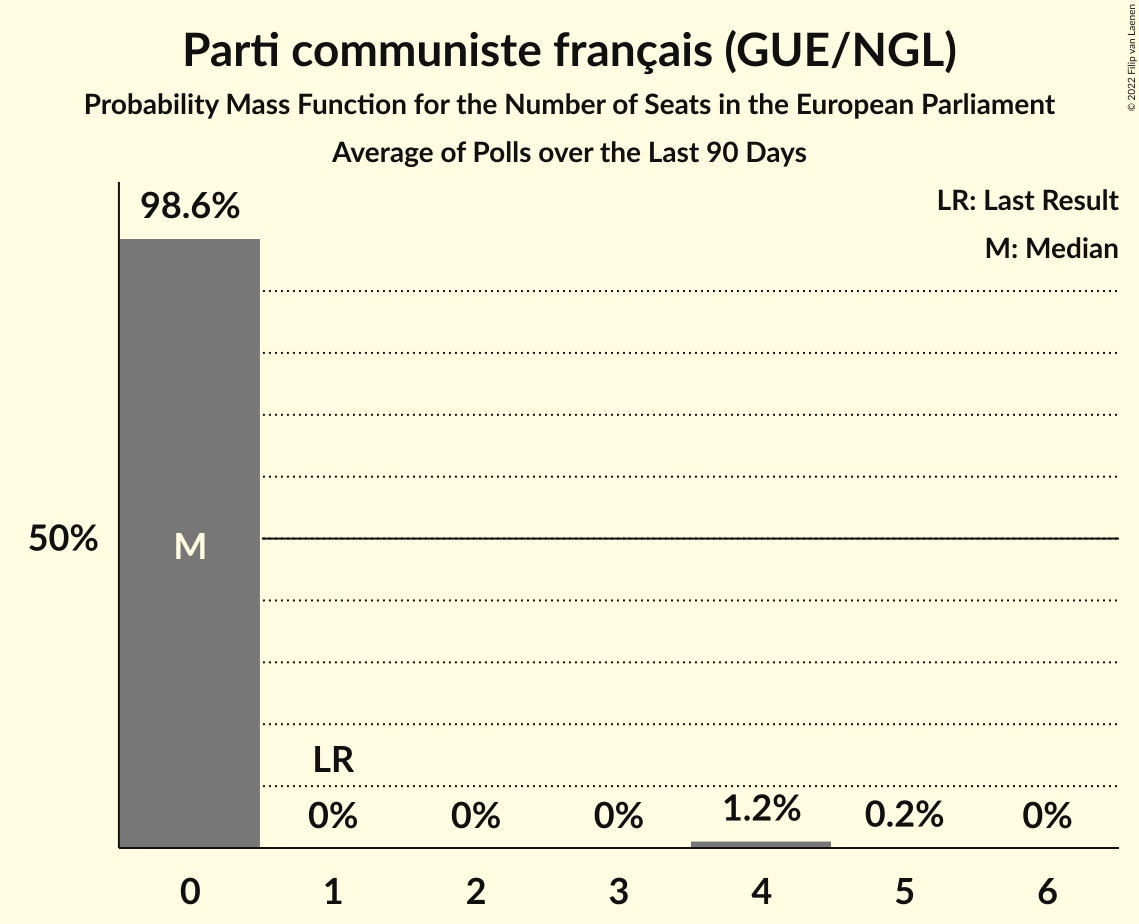 Parti communiste français (GUE/NGL)
Probability Mass Function for the Number of Seats in the European Parliament
Average of Polls over the Last 90 Days
© 2022 Filip van Laenen
LR: Last Result
M: Median
98.6%
50%
M
LR
0%
0%
0%
1.2%
0.2%
0%
0
1
2
3
4
5
6